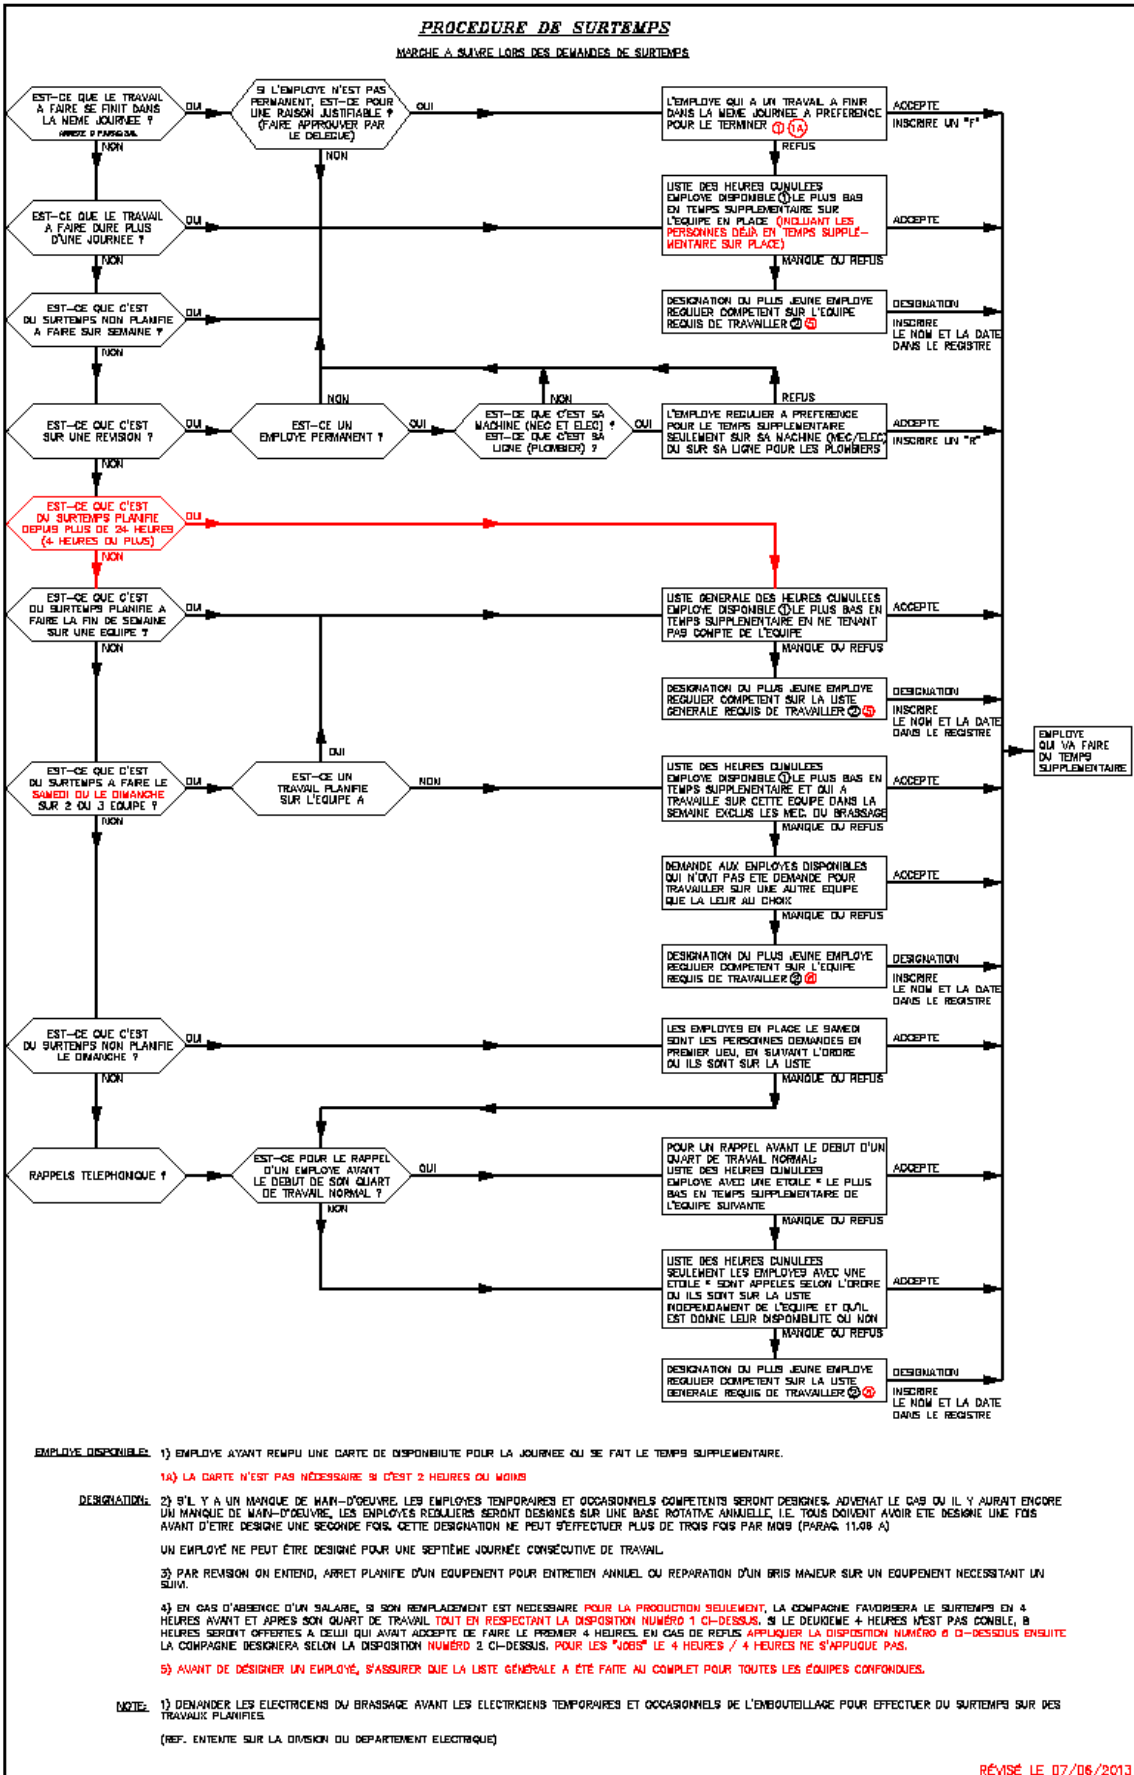 PROCEDURE DE SURTEMPS
MARCHE A SUIVRE LORS DES DEMANDES DE SURTEMPS
EST-CE QUE LE TRAVAIL
A FAIRE SE FINIT DANS
LA MEME JOURNEE ?
OUI
NON
SI L'EMPLOYE N'EST PAS
PERMANENT, EST-CE POUR
UNE RAISON JUSTIFIABLE ?
(FAIRE APPROUVER PAR
LE DELEGUE)
OUI
NON
L'EMPLOYE QUI A UN TRAVAIL A FINIR
DANS LA MEME JOURNEE A PREFERENCE
POUR LE TERMINER 1 1A
ACCEPTE
INSCRIRE UN "F"
REFUS
EST-CE QUE LE TRAVAIL
A FAIRE DURE PLUS
D'UNE JOURNEE ?
OUI
NON
LISTE DES HEURES CUMULEES
EMPLOYE DISPONIBLE 1 LE PLUS BAS
EN TEMPS SUPPLEMENTAIRE SUR
L'EQUIPE EN PLACE (INCLUANT LES
PERSONNES DÉJA EN TEMPS SUPPLÉ-
MENTAIRE SUR PLACE)
ACCEPTE
MANQUE OU REFUS
EST-CE QUE C'EST
DU SURTEMPS NON PLANIFIE
A FAIRE SUR SEMAINE ?
OUI
NON
DESIGNATION DU PLUS JEUNE EMPLOYE
REGULIER COMPETENT SUR L'EQUIPE
REQUIS DE TRAVAILLER 2 5
DESIGNATION
INSCRIRE
LE NOM ET LA DATE
DANS LE REGISTRE
EST-CE QUE C'EST
SUR UNE REVISION ?
OUI
NON
EST-CE UN
EMPLOYE PERMANENT ?
NON
OUI
EST-CE QUE C'EST SA
MACHINE (MEC ET ELEC) ?
EST-CE QUE C'EST SA
LIGNE (PLOMBIER) ?
NON
OUI
L'EMPLOYE REGULIER A PREFERENCE
POUR LE TEMPS SUPPLEMENTAIRE
SEULEMENT SUR SA MACHINE (MEC/ELEC)
OU SUR SA LIGNE POUR LES PLOMBIERS
REFUS
ACCEPTE
INSCRIRE UN "R"
EST-CE QUE C'EST
DU SURTEMPS PLANIFIE
DEPUIS PLUS DE 24 HEURES
(4 HEURES OU PLUS)
OUI
NON
EST-CE QUE C'EST
DU SURTEMPS PLANIFIE A
FAIRE LA FIN DE SEMAINE
SUR UNE EQUIPE ?
OUI
NON
LISTE GENERALE DES HEURES CUMULEES
EMPLOYE DISPONIBLE 1 LE PLUS BAS EN
TEMPS SUPPLEMENTAIRE EN NE TENANT
PAS COMPTE DE L'EQUIPE
ACCEPTE
MANQUE OU REFUS
DESIGNATION DU PLUS JEUNE EMPLOYE
REGULIER COMPETENT SUR LA LISTE
GENERALE REQUIS DE TRAVAILLER 2 5
DESIGNATION
INSCRIRE
LE NOM ET LA DATE
DANS LE REGISTRE
EMPLOYE
QUI VA FAIRE
DU TEMPS
SUPPLEMENTAIRE
EST-CE QUE C'EST
DU SURTEMPS A FAIRE LE
SAMEDI OU LE DIMANCHE
SUR 2 OU 3 EQUIPE ?
OUI
NON
EST-CE UN
TRAVAIL PLANIFIE
SUR L'EQUIPE A
OUI
NON
LISTE DES HEURES CUMULEES
EMPLOYE DISPONIBLE 1 LE PLUS BAS EN
TEMPS SUPPLEMENTAIRE ET QUI A
TRAVAILLE SUR CETTE EQUIPE DANS LA
SEMAINE EXCLUS LES MEC. DU BRASSAGE
ACCEPTE
MANQUE OU REFUS
DEMANDE AUX EMPLOYES DISPONIBLES
QUI N'ONT PAS ETE DEMANDE POUR
TRAVAILLER SUR UNE AUTRE EQUIPE
QUE LA LEUR AU CHOIX
ACCEPTE
MANQUE OU REFUS
DESIGNATION DU PLUS JEUNE EMPLOYE
REGULIER COMPETENT SUR L'EQUIPE
REQUIS DE TRAVAILLER 2
DESIGNATION
INSCRIRE
LE NOM ET LA DATE
DANS LE REGISTRE
EST-CE QUE C'EST
DU SURTEMPS NON PLANIFIE
LE DIMANCHE ?
OUI
NON
LES EMPLOYES EN PLACE LE SAMEDI
SONT LES PERSONNES DEMANDES EN
PREMIER LIEU, EN SUIVANT L'ORDRE
OU ILS SONT SUR LA LISTE
ACCEPTE
MANQUE OU REFUS
RAPPELS TELEPHONIQUE ?
EST-CE POUR LE RAPPEL
D'UN EMPLOYE AVANT
LE DEBUT DE SON QUART
DE TRAVAIL NORMAL ?
OUI
NON
POUR UN RAPPEL AVANT LE DEBUT D'UN
QUART DE TRAVAIL NORMAL:
LISTE DES HEURES CUMULEES
EMPLOYE AVEC UNE ETOILE * LE PLUS
BAS EN TEMPS SUPPLEMENTAIRE DE
L'EQUIPE SUIVANTE
ACCEPTE
MANQUE OU REFUS
LISTE DES HEURES CUMULEES
SEULEMENT LES EMPLOYES AVEC UNE
ETOILE * SONT APPELES SELON L'ORDRE
OU ILS SONT SUR LA LISTE
INDEPENDAMENT DE L'EQUIPE ET QU'IL
EST DONNE LEUR DISPONIBILITE OU NON
ACCEPTE
MANQUE OU REFUS
DESIGNATION DU PLUS JEUNE EMPLOYE
REGULIER COMPETENT SUR LA LISTE
GENERALE REQUIS DE TRAVAILLER 2
DESIGNATION
INSCRIRE
LE NOM ET LA DATE
DANS LE REGISTRE
EMPLOYE DISPONIBLE: 1) EMPLOYE AYANT REMPLI UNE CARTE DE DISPONIBILITE POUR LA JOURNEE OU SE FAIT LE TEMPS SUPPLEMENTAIRE.
1A) LA CARTE N'EST PAS NÉCESSAIRE SI C'EST 2 HEURES OU MOINS
DESIGNATION: 2) S'IL Y A UN MANQUE DE MAIN-D'OEUVRE, LES EMPLOYES TEMPORAIRES ET OCCASIONNELS COMPETENTS SERONT DESIGNES. ADVENAT LE CAS OU IL Y AURAIT ENCORE
UN MANQUE DE MAIN-D'OEUVRE, LES EMPLOYES REGULIERS SERONT DESIGNES SUR UNE BASE ROTATIVE ANNUELLE, I.E. TOUS DOIVENT AVOIR ETE DESIGNE UNE FOIS
AVANT D'ETRE DESIGNE UNE SECONDE FOIS. CETTE DESIGNATION NE PEUT S'EFFECTUER PLUS DE TROIS FOIS PAR MOIS (PARAG. 11.08 A)
UN EMPLOYÉ NE PEUT ÊTRE DESIGNÉ POUR UNE SEPTIÈME JOURNÉE CONSÉCUTIVE DE TRAVAIL.
3) PAR REVISION ON ENTEND, ARRET PLANIFIE D'UN EQUIPEMENT POUR ENTRETIEN ANNUEL OU REPARATION D'UN BRIS MAJEUR SUR UN EQUIPEMENT NECESSITANT UN
SUIVI.
4) EN CAS D'ABSENCE D'UN SALARIE, SI SON REMPLACEMENT EST NECESSAIRE POUR LA PRODUCTION SEULEMENT, LA COMPAGNIE FAVORISERA LE SURTEMPS EN 4
HEURES AVANT ET APRES SON QUART DE TRAVAIL TOUT EN RESPECTANT LA DISPOSITION NUMÉRO 1 CI-DESSUS. SI LE DEUXIEME 4 HEURES N'EST PAS COMBLE, 8
HEURES SERONT OFFERTES A CELUI QUI AVAIT ACCEPTE DE FAIRE LE PREMIER 4 HEURES. EN CAS DE REFUS APPLIQUER LA DISPOSITION NUMÉRO CI-DESSOUS ENSUITE
LA COMPAGNIE DESIGNERA SELON LA DISPOSITION NUMÉRO 2 CI-DESSUS. POUR LES "JOBS" LE 4 HEURES / 4 HEURES NE S'APPLIQUE PAS.
5) AVANT DE DÉSIGNER UN EMPLOYÉ, S'ASSURER QUE LA LISTE GÉNÉRALE A ÉTÉ FAITE AU COMPLET POUR TOUTES LES ÉQUIPES CONFONDUES.
NOTE: 1) DEMANDER LES ELECTRICIENS DU BRASSAGE AVANT LES ELECTRICIENS TEMPORAIRES ET OCCASIONNELS DE L'EMBOUTEILLAGE POUR EFFECTUER DU SURTEMPS SUR DES
TRAVAUX PLANIFIES.
(REF. ENTENTE SUR LA DIVISION DU DEPARTEMENT ELECTRIQUE)
RÉVISÉ LE 07/06/2013